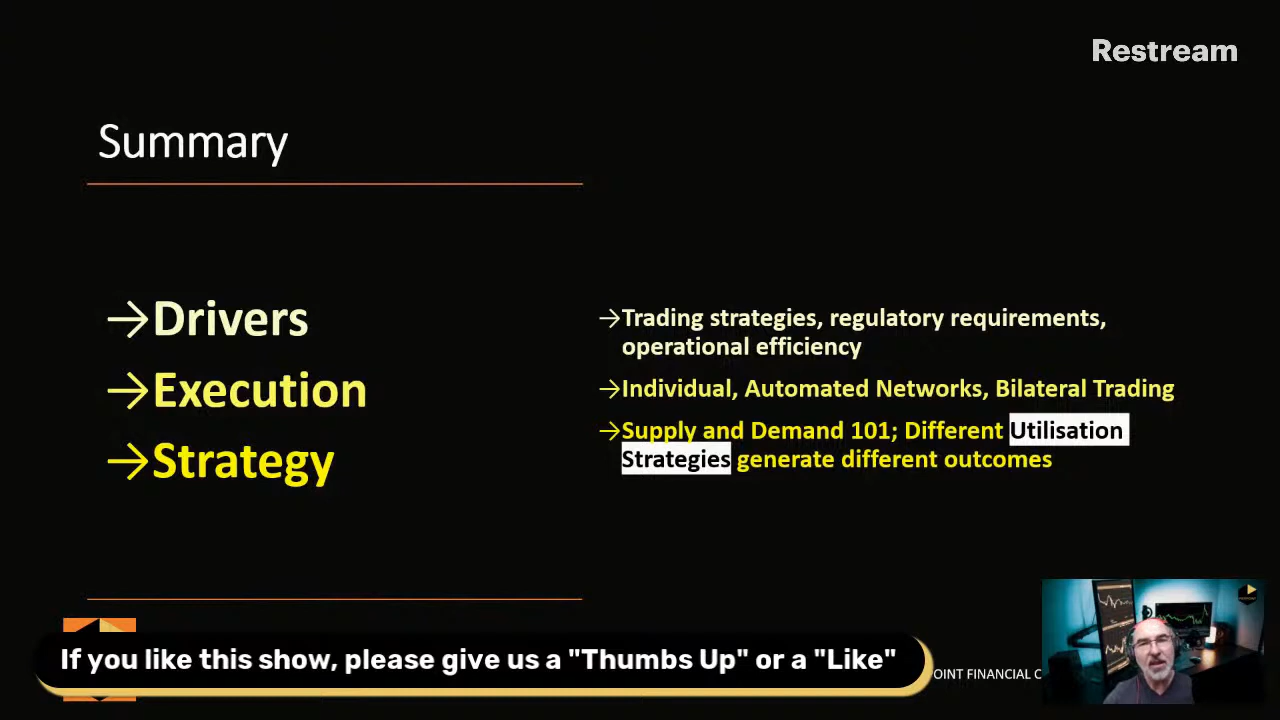 Restream
Summary
→Drivers
→Execution
→Strategy
→Trading strategies, regulatory requirements,
operational efficiency
→Individual, Automated Networks, Bilateral Trading
→Supply and Demand 101; Different Utilisation
Strategies generate different outcomes
If you like this show, please give us a "Thumbs Up" or a "Like"
OINT FINANCIAL C